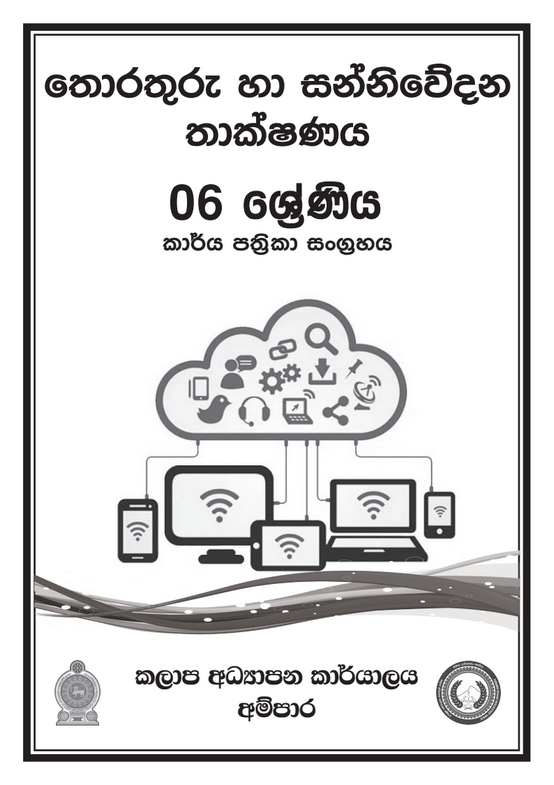 තොරතුරු හා සන්නිවේදන
තාක්ෂණය
06 ශ්‍රේණිය
කාර්ය පත්‍රිකා සංග්‍රහය
කලාප අධ්‍යාපන කාර්යාලය
අම්පාර